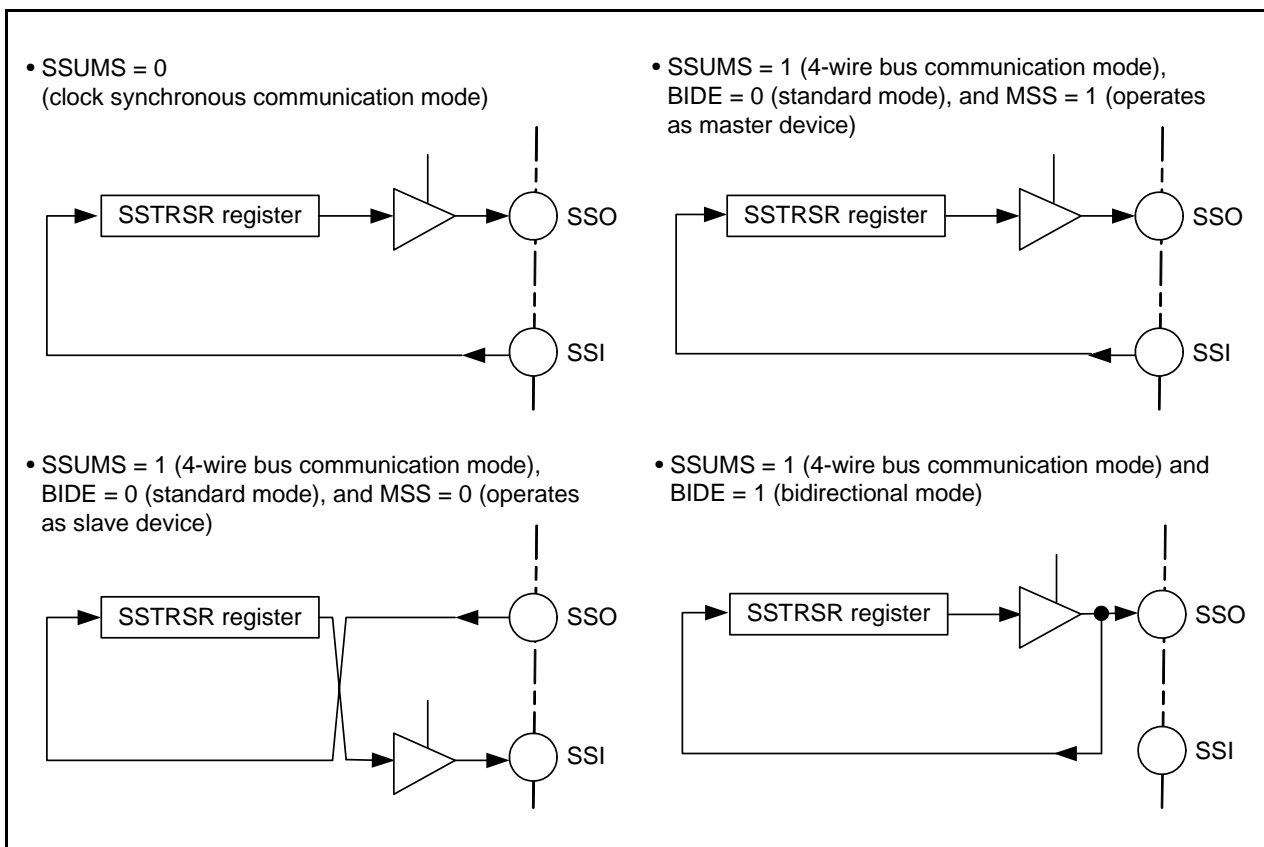 • SSUMS = 0
(clock synchronous communication mode)
SSTRSR register
SSO
SSI
• SSUMS = 1 (4-wire bus communication mode),
BIDE = 0 (standard mode), and MSS = 1 (operates
as master device)
SSTRSR register
SSO
SSI
• SSUMS = 1 (4-wire bus communication mode),
BIDE = 0 (standard mode), and MSS = 0 (operates
as slave device)
SSTRSR register
SSO
SSI
• SSUMS = 1 (4-wire bus communication mode) and
BIDE = 1 (bidirectional mode)
SSTRSR register
SSO
SSI